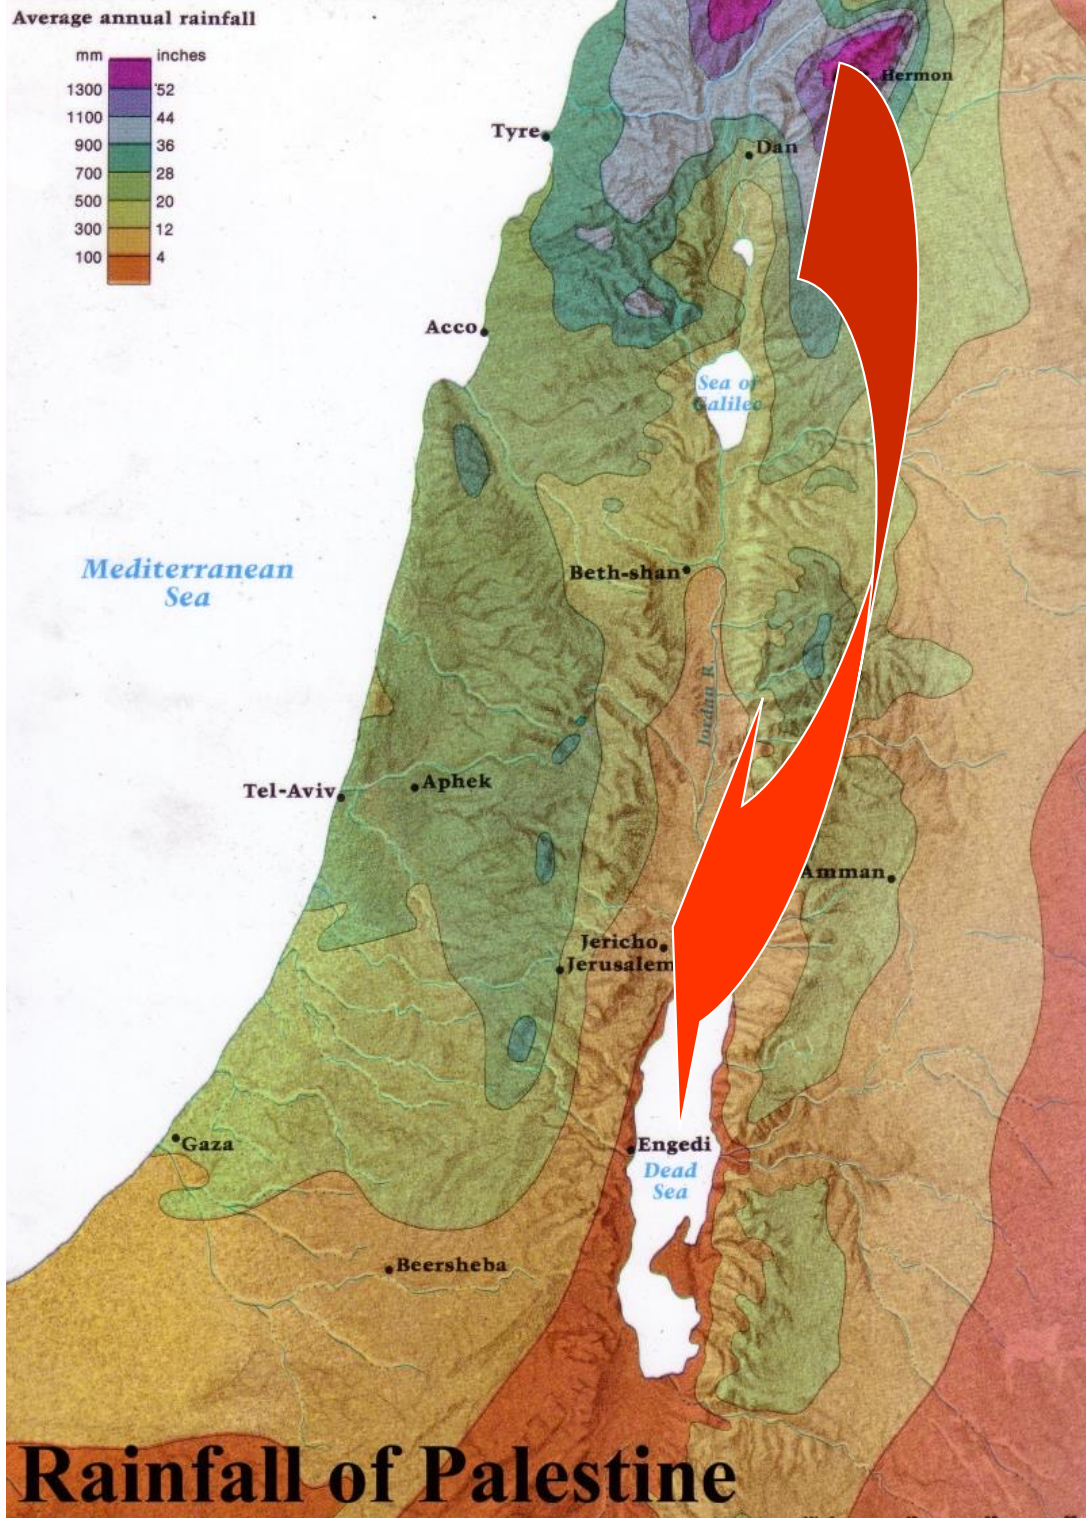 Average annual rainfall
mm inches
1300 52
1100 44
900 36
700 28
500 20
300 12
100 4
Hermon
Tyre
Dan
Acco
Sea of
Galilee
Mediterranean
Sea
Beth-shan
Jordan R.
Tel-Aviv
Aphek
Amman
Jericho
Jerusalem
Gaza
Engedi
Dead
Sea
Beersheba
Rainfall of Palestine